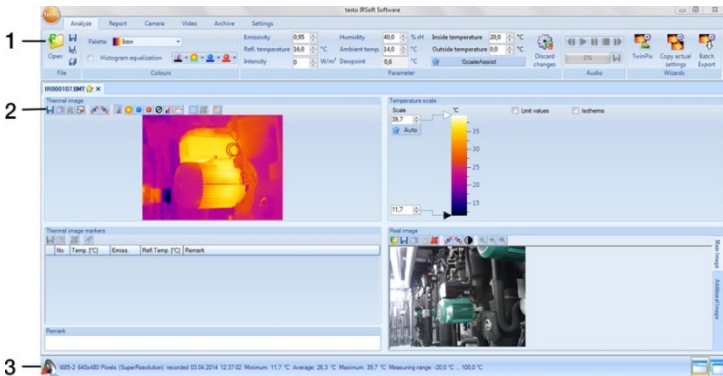 testo IRSoft Software
Analyze Report Camera Video Archive Settings
1
Open
Palette Iron
Histogram equalization
Emissivity 0,95
Refl. temperature 16,0 °C
Intensity 0 W/m²
Humidity 40,0 % rH
Ambient temp. 14,0 °C
Dewpoint 0,6 °C
Inside temperature 20,0 °C
Outside temperature 0,0 °C
ScaleAssist
Discard changes
0%
TwinPix
Copy actual settings
Batch Export
File Colours Parameter Audio Wizards
IR000107.BMT
2
Thermal image
Temperature scale
Scale °C
39,7
Auto
Limit values Isotherms
35
30
25
20
15
11,7
Thermal image markers
No Temp. [°C] Emiss. Refl.Temp. [°C] Remark
Real image
Main Image
Additional Image
Remark
3
t885-2 640x480 Pixels (SuperResolution) recorded 03.04.2014 12:37:02 Minimum: 11,7 °C Average: 26,3 °C Maximum: 39,7 °C Measuring range: -20,0 °C ... 100,0 °C